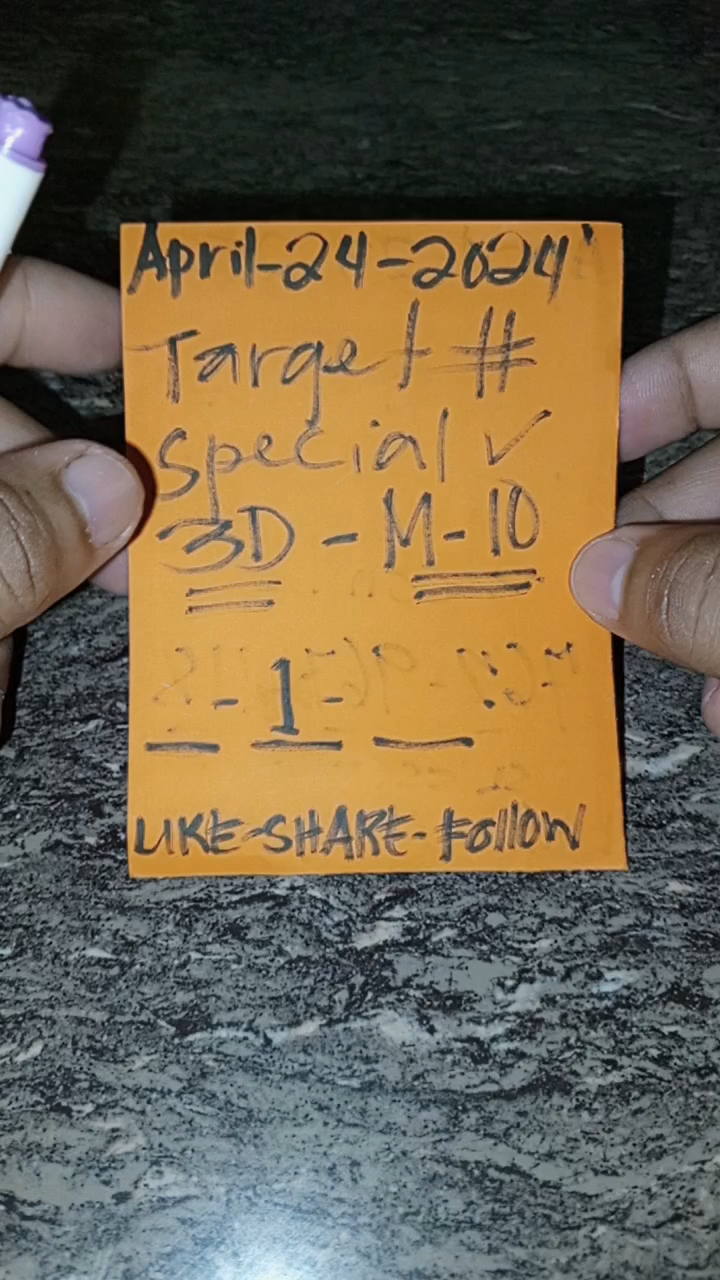 April-24-2024
Target #
Special ✓
3D - M-10
_ - 1 - _
LIKE-SHARE-Follow